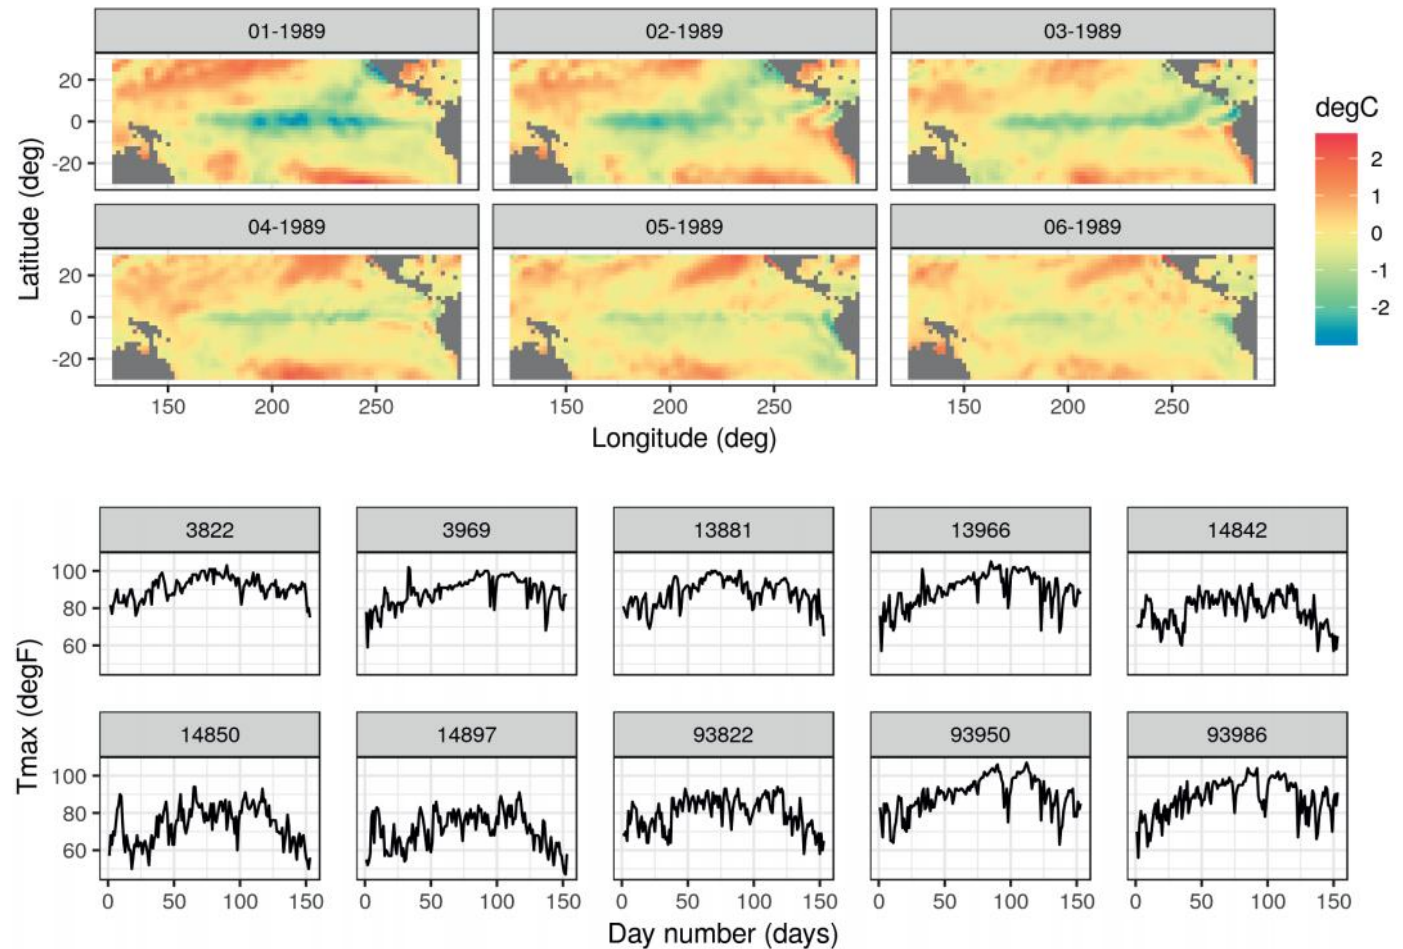 01-1989 02-1989 03-1989
20
0
-20
degC
2
1
0
-1
-2
Latiitude (deg)
04-1989 05-1989 06-1989
20
0
-20
150 200 250 150 200 250 150 200 250
Longitude (deg)
3822 3969 13881 13966 14842
100
80
60
Tmax (degF)
14850 14897 93822 93950 93986
100
80
60
0 50 100 150 0 50 100 150 0 50 100 150 0 50 100 150 0 50 100 150
Day number (days)